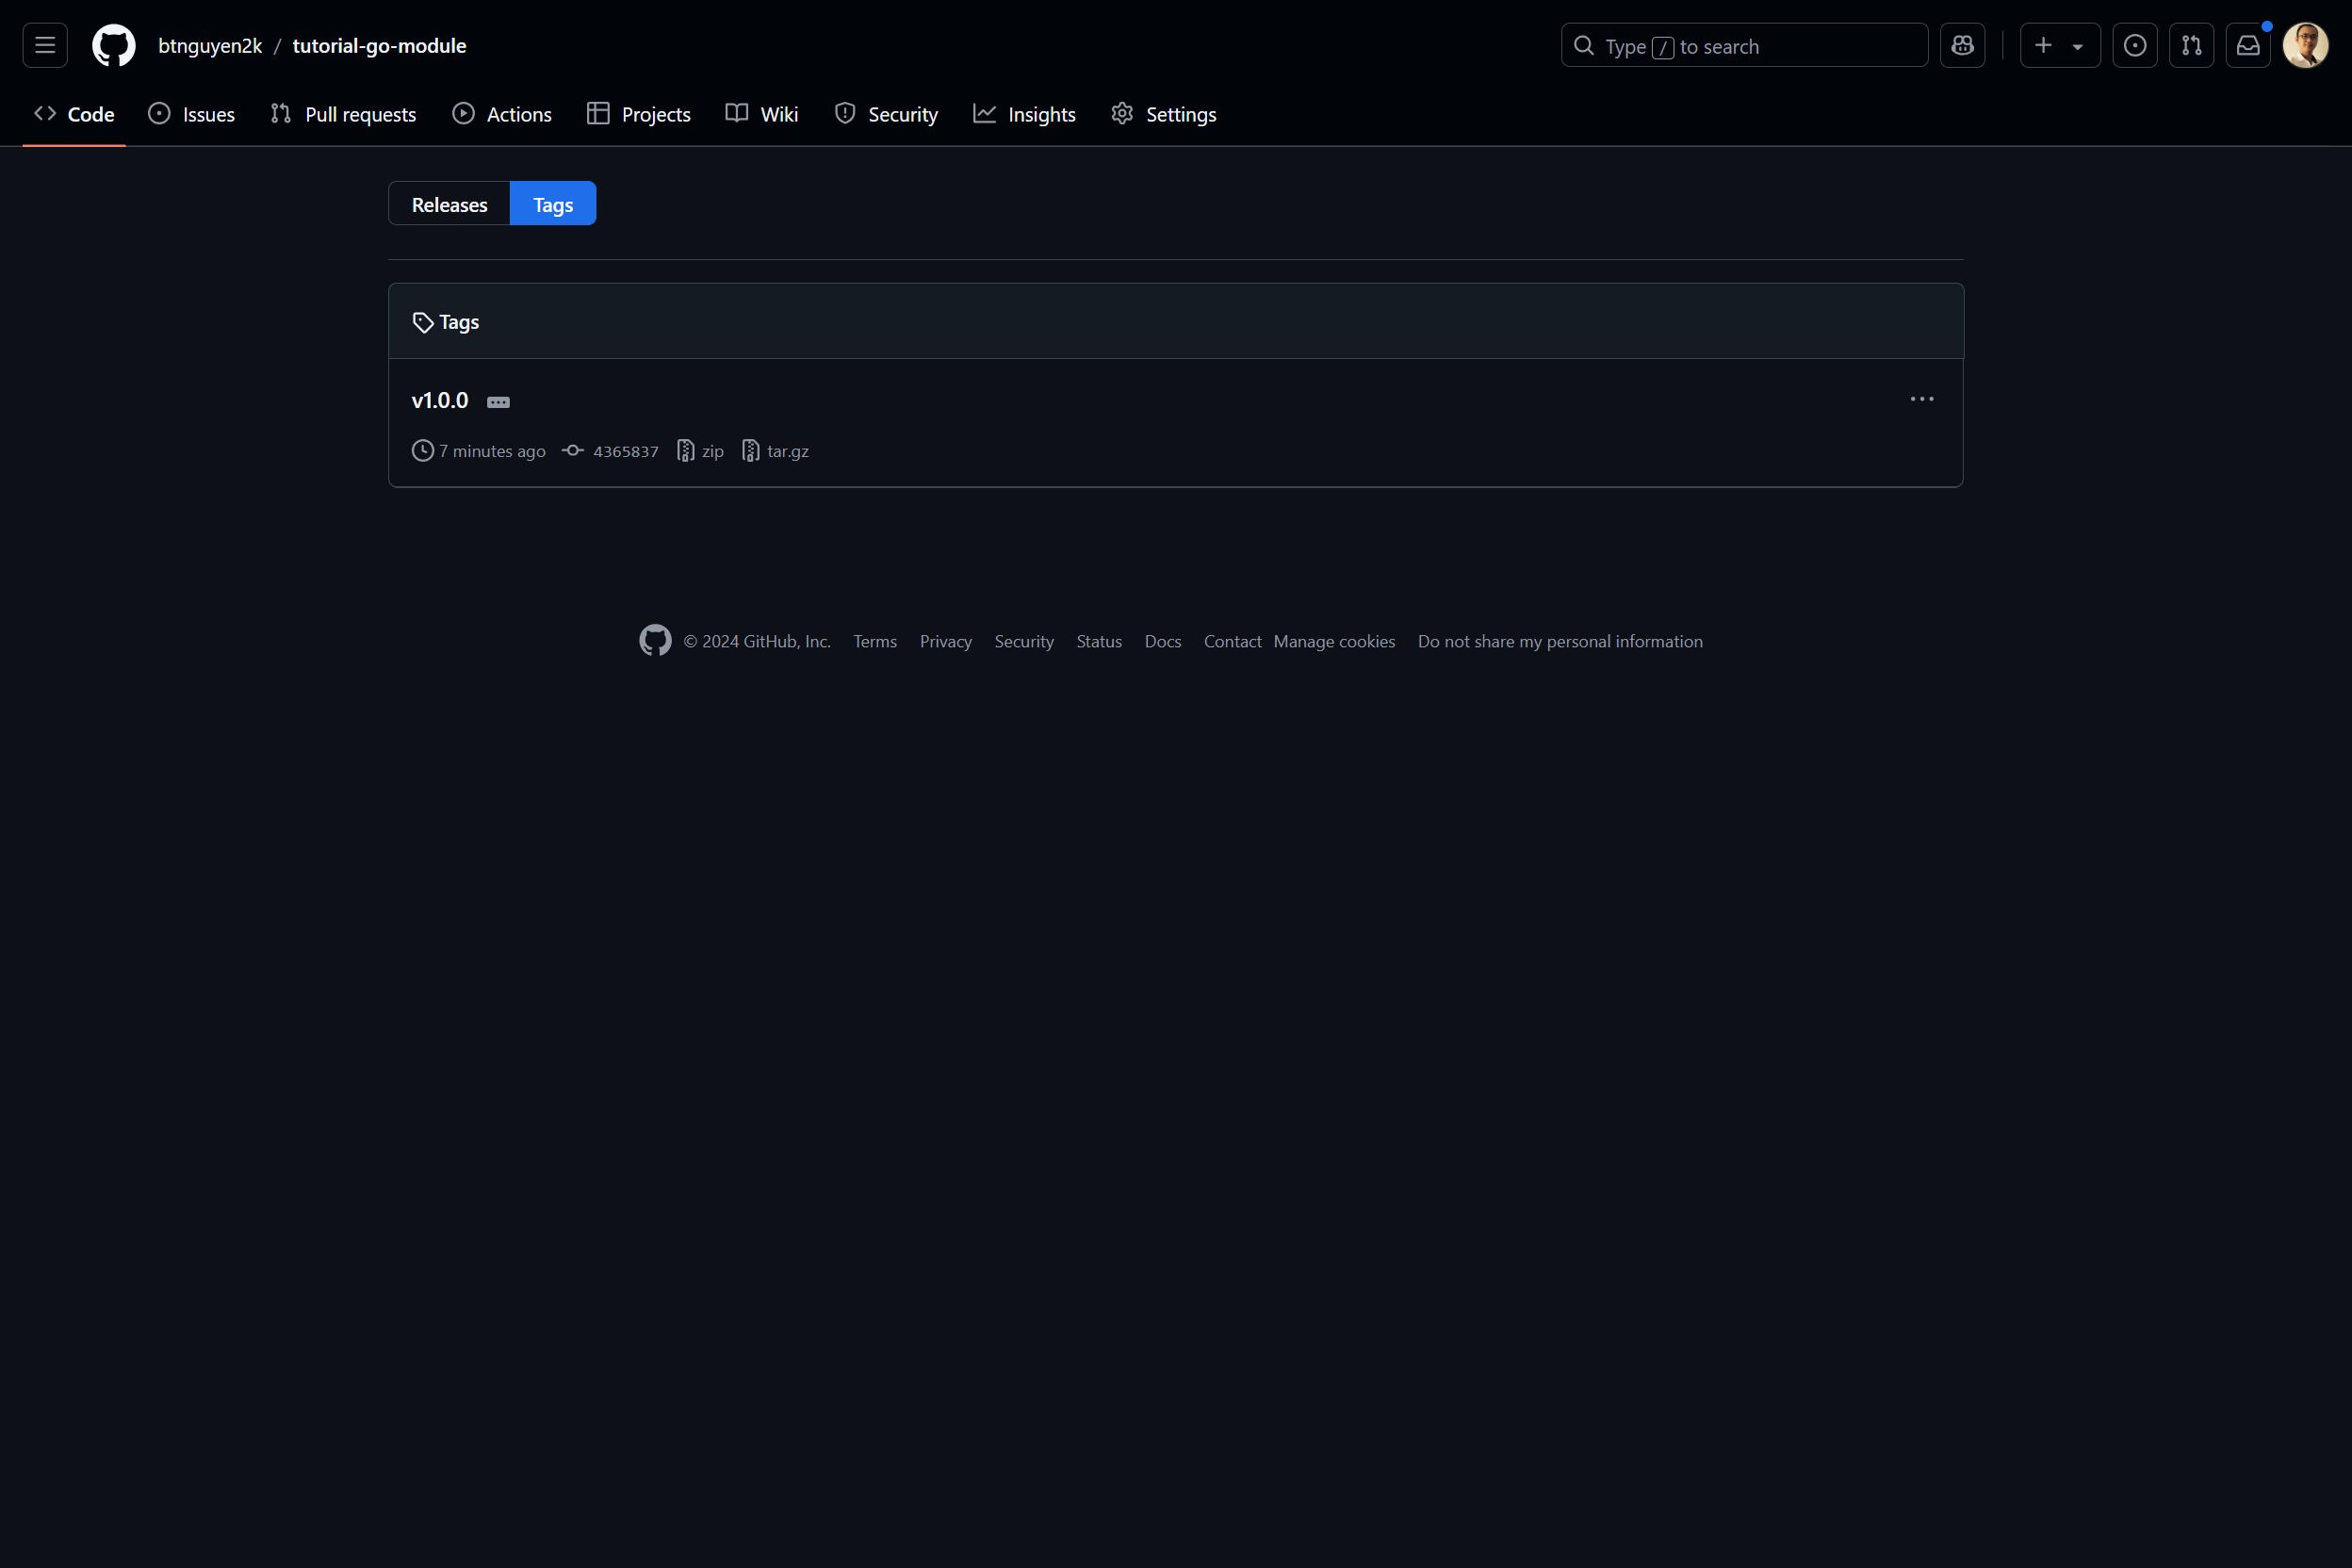 btnguyen2k / tutorial-go-module
Type / to search
Code Issues Pull requests Actions Projects Wiki Security Insights Settings
Releases Tags
Tags
v1.0.0
7 minutes ago 4365837 zip tar.gz
© 2024 GitHub, Inc. Terms Privacy Security Status Docs Contact Manage cookies Do not share my personal information